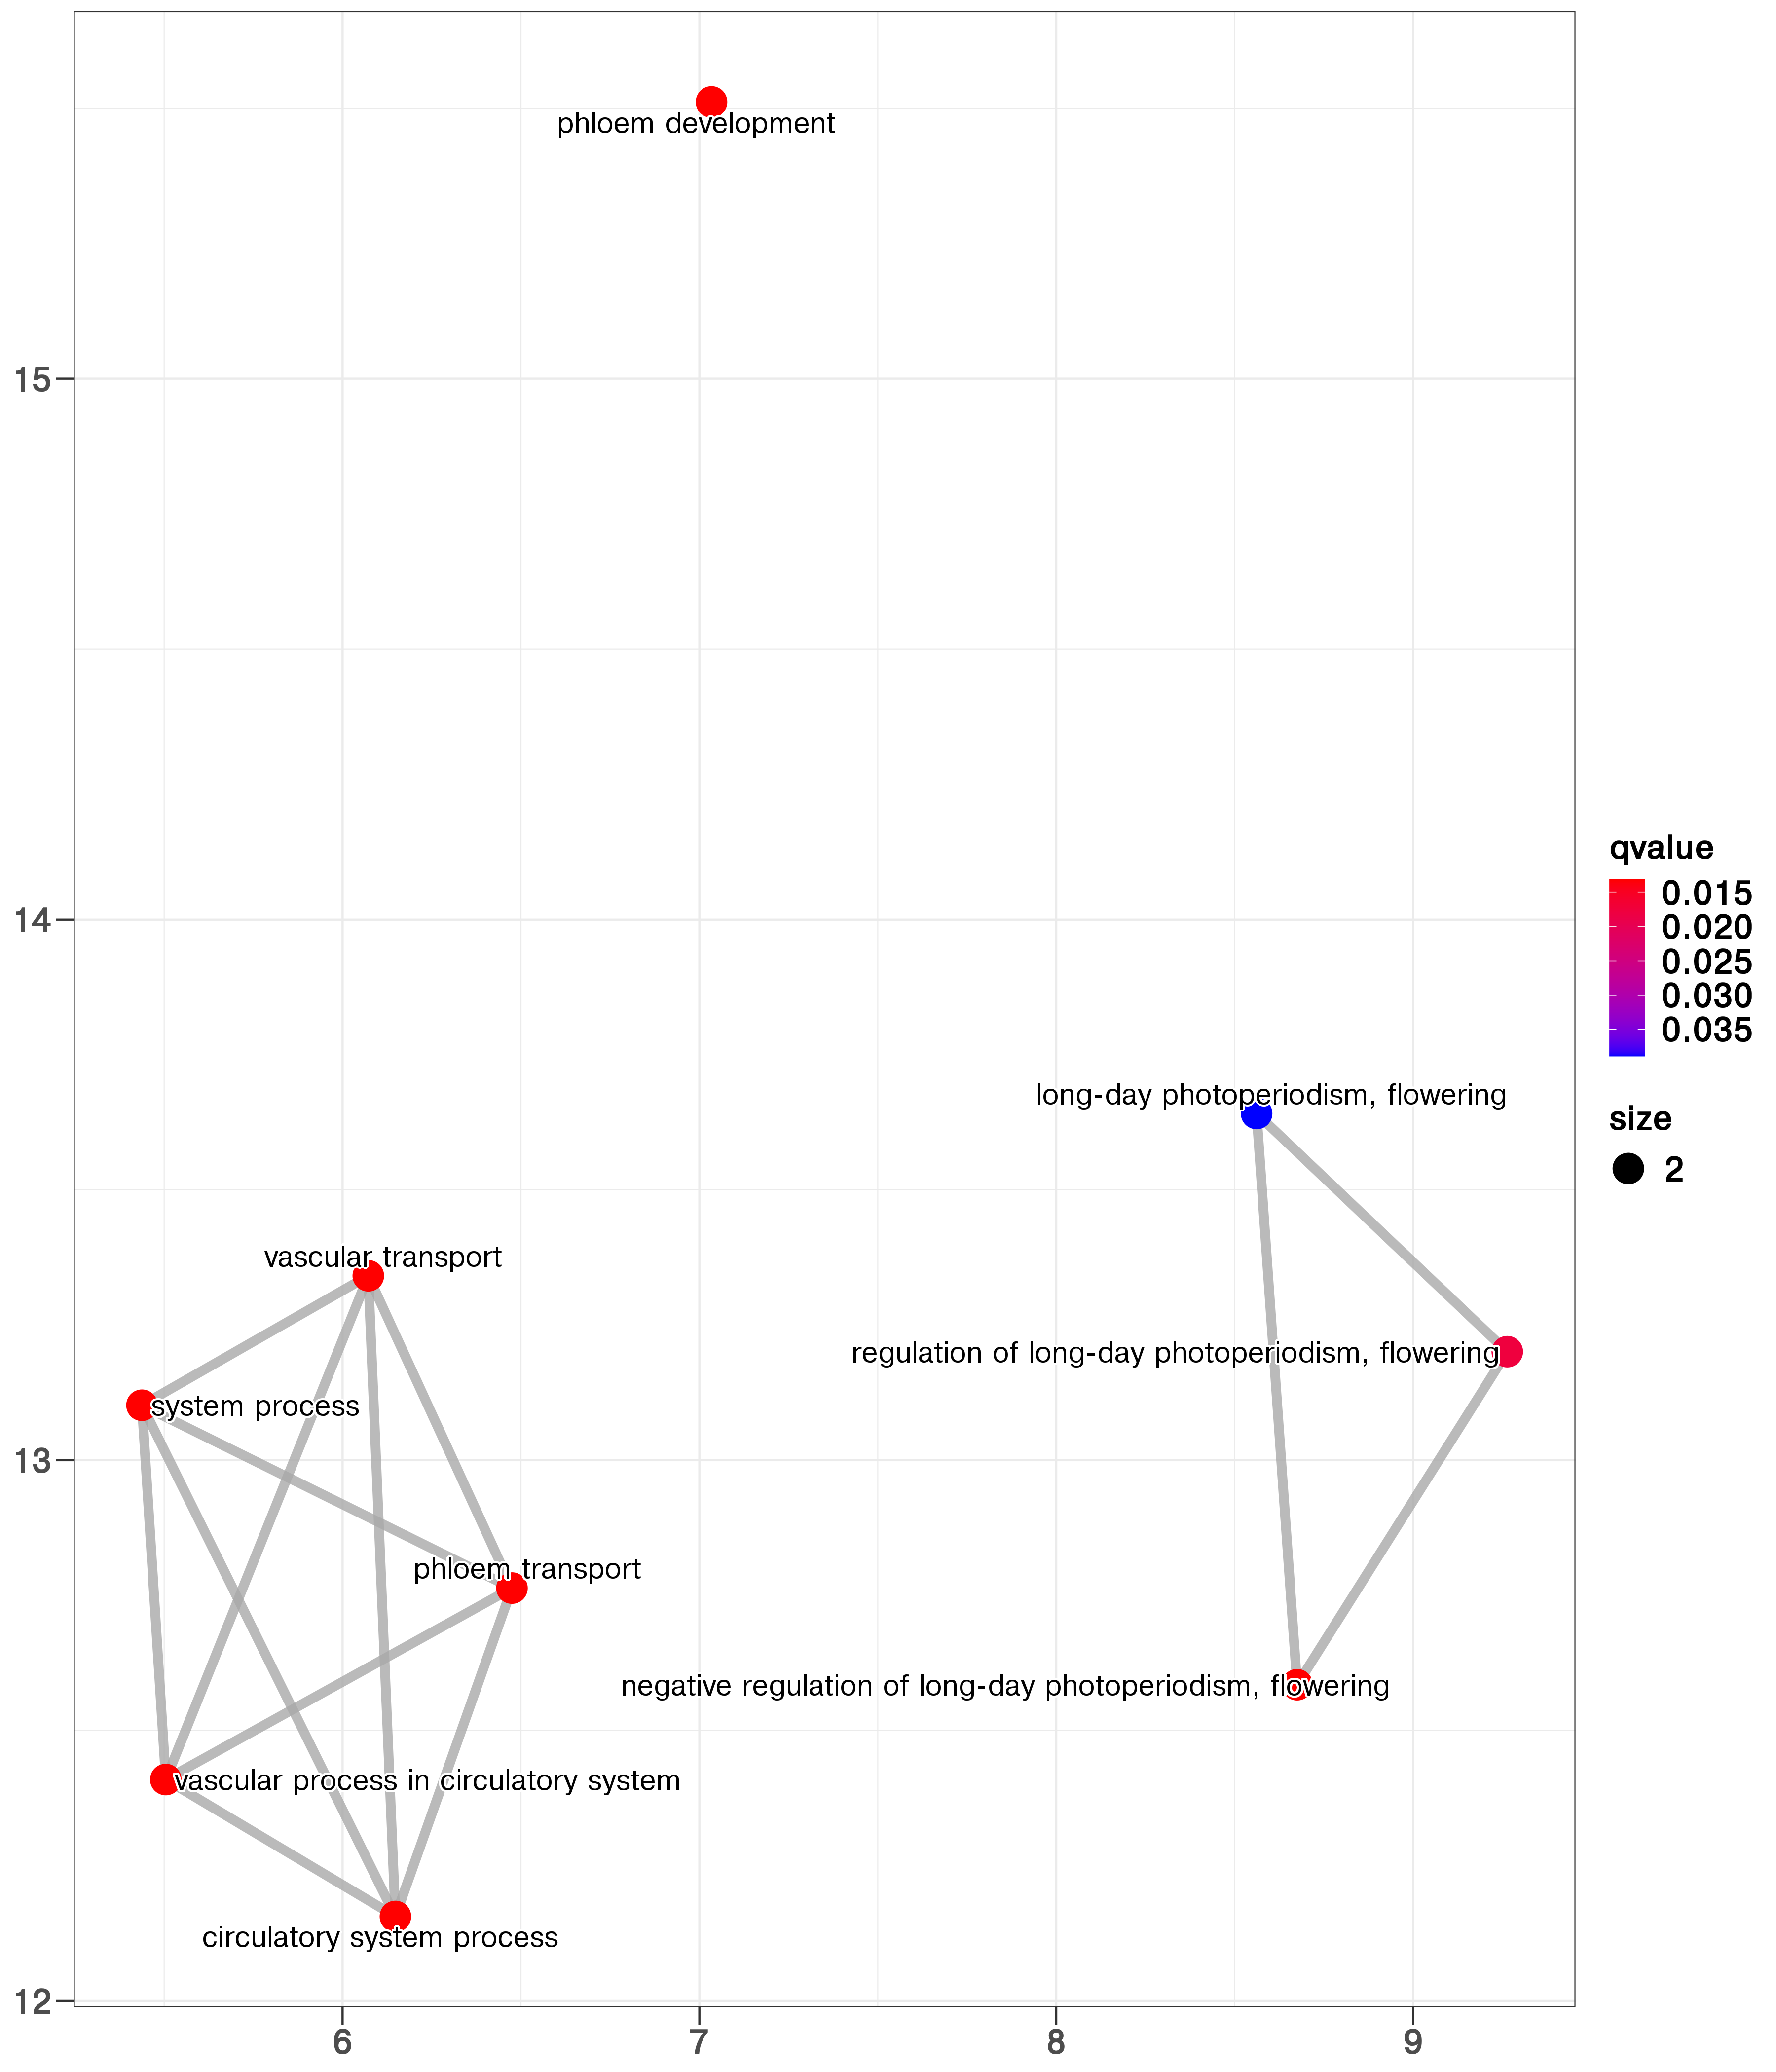 phloem development
15
14
13
12
long-day photoperiodism, flowering
vascular transport
regulation of long-day photoperiodism, flowering
system process
phloem transport
negative regulation of long-day photoperiodism, flowering
vascular process in circulatory system
circulatory system process
6
7
8
9
qvalue
0.015
0.020
0.025
0.030
0.035
size
2